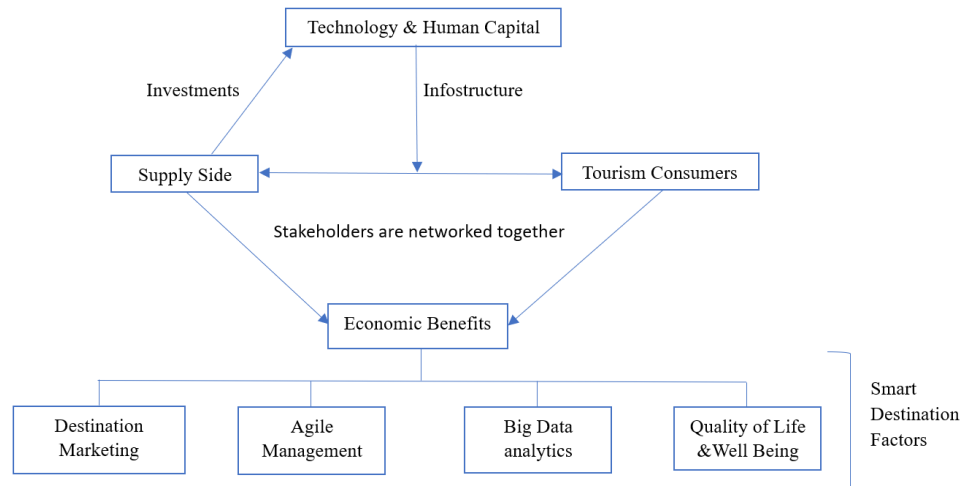 Technology & Human Capital
Investments
Infostructure
Supply Side
Tourism Consumers
Stakeholders are networked together
Economic Benefits
Smart
Destination
Factors
Destination
Marketing
Agile
Management
Big Data
analytics
Quality of Life
&Well Being